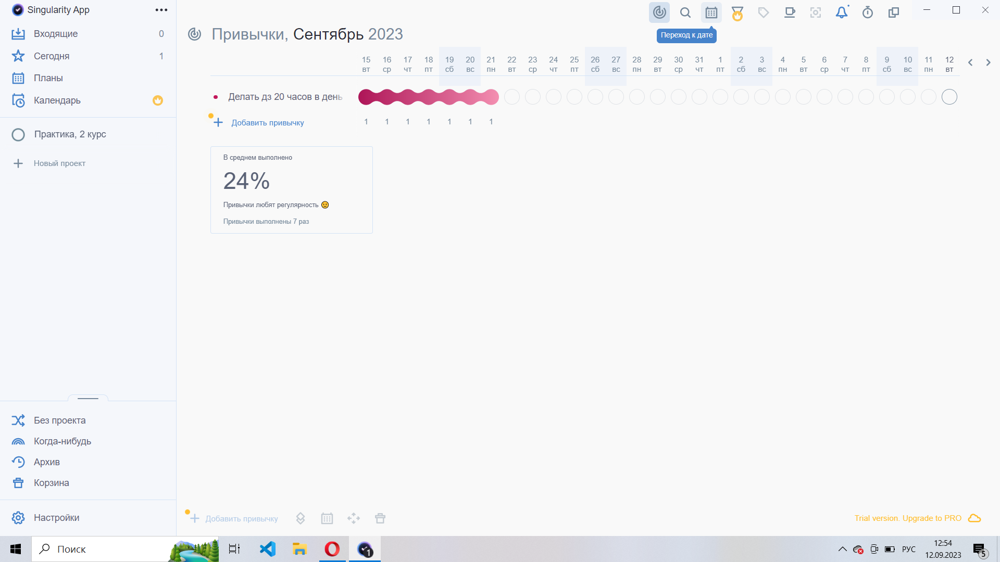 Singularity App
Входящие 0
Сегодня 1
Планы
Календарь
Практика, 2 курс
Новый проект
Без проекта
Когда-нибудь
Архив
Корзина
Настройки
Переход к дате
Привычки, Сентябрь 2023
15 16 17 18 19 20 21 22 23 24 25 26 27 28 29 30 31 1 2 3 4 5 6 7 8 9 10 11 12
вт ср чт пт сб вс пн вт ср чт пт сб вс пн вт ср чт пт сб вс пн вт ср чт пт сб вс пн вт
Делать дз 20 часов в день
Добавить привычку 1 1 1 1 1 1 1
В среднем выполнено
24%
Привычки любят регулярность 😉
Привычки выполнены 7 раз
Добавить привычку
Trial version. Upgrade to PRO
Поиск
1
РУС
12:54
12.09.2023
5